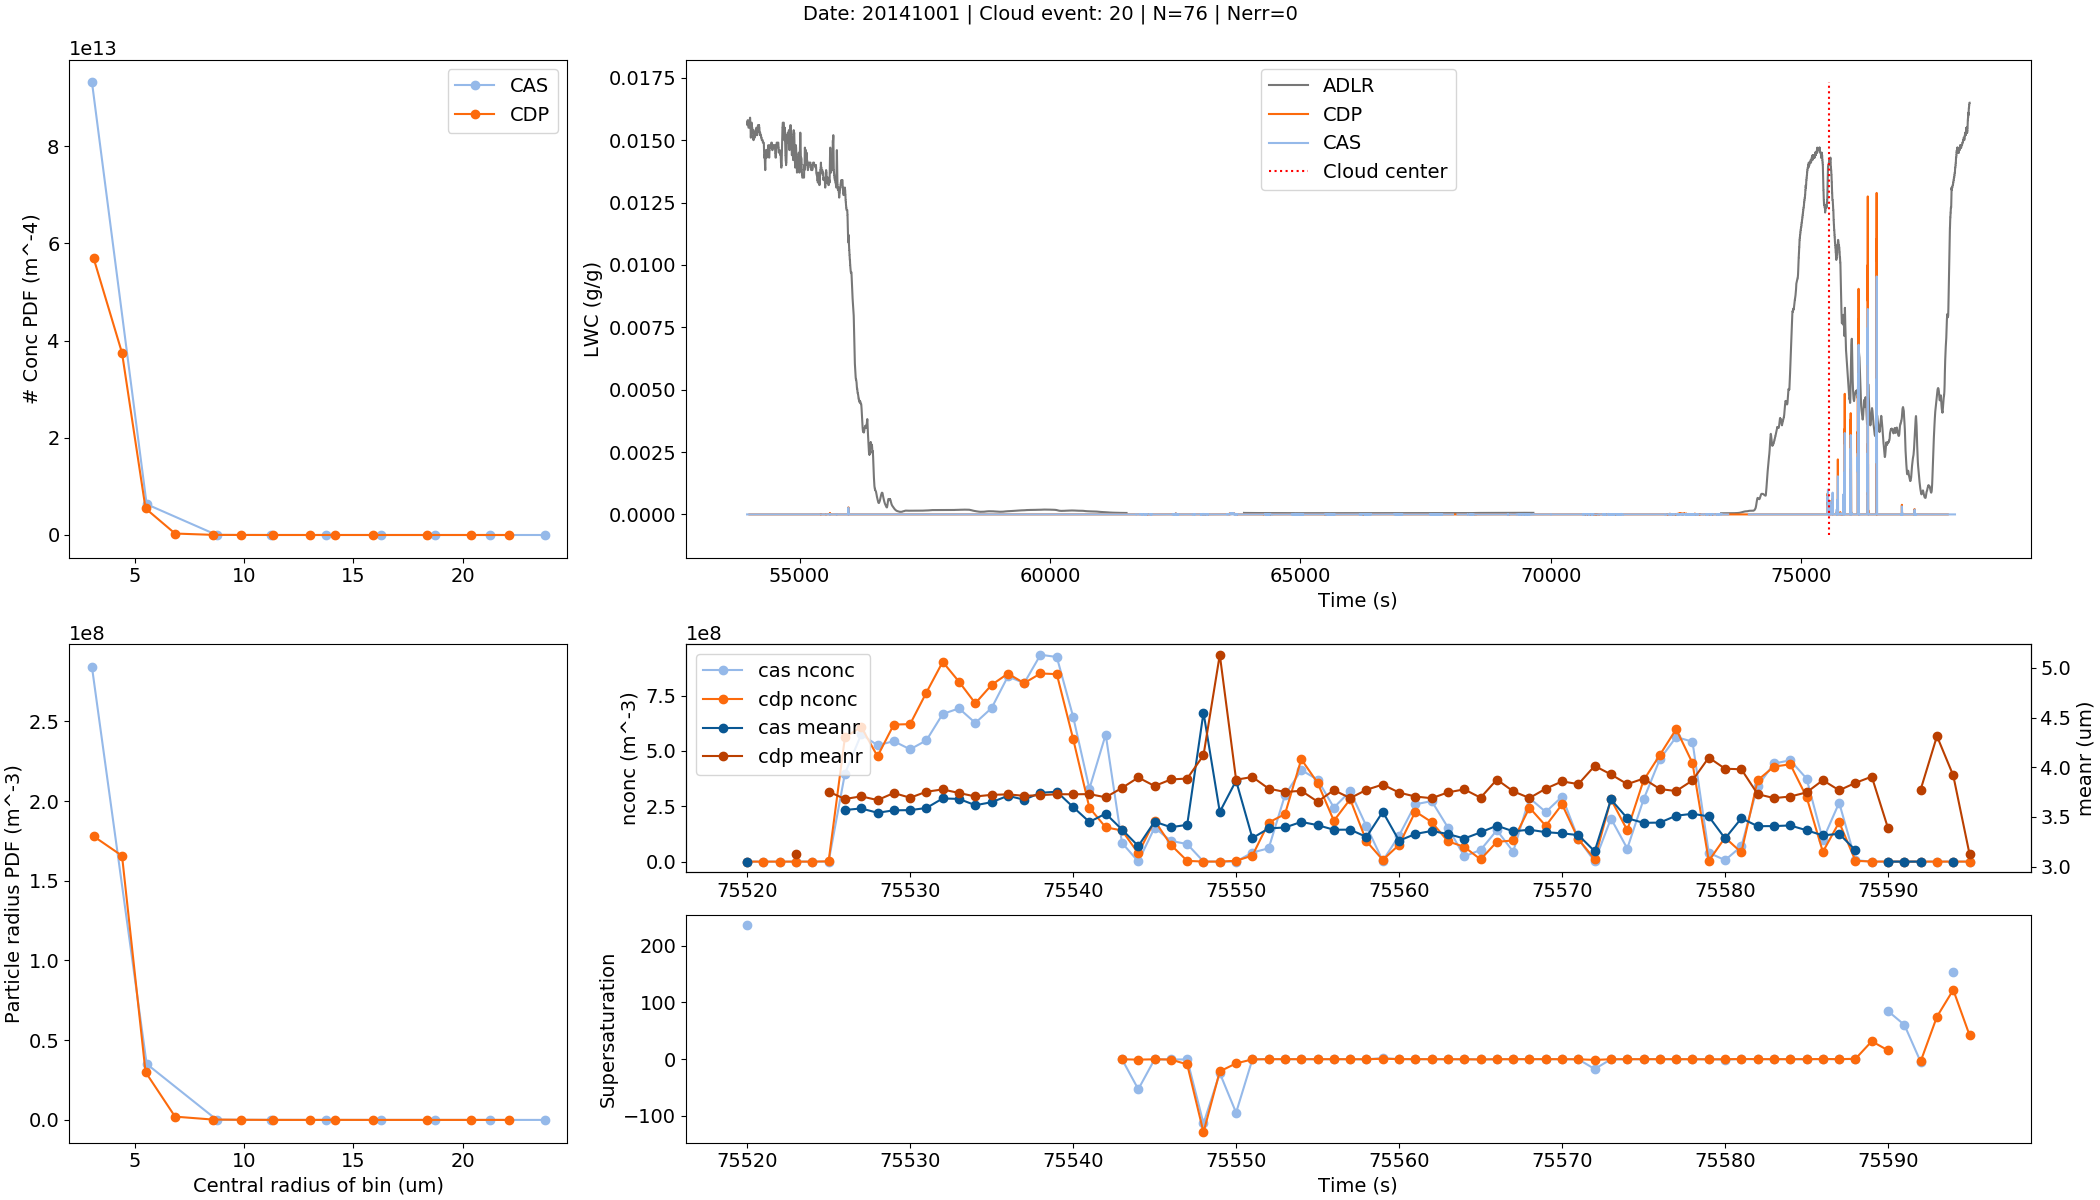 Date: 20141001 | Cloud event: 20 | N=76 | Nerr=0
1e13
# Conc PDF (m^-4)
8
6
4
2
0
5 10 15 20
CAS
CDP
LWC (g/g)
0.0175
0.0150
0.0125
0.0100
0.0075
0.0050
0.0025
0.0000
55000 60000 65000 70000 75000
Time (s)
ADLR
CDP
CAS
Cloud center
1e8
Particle radius PDF (m^-3)
2.5
2.0
1.5
1.0
0.5
0.0
5 10 15 20
Central radius of bin (um)
1e8
nconc (m^-3)
7.5
5.0
2.5
0.0
cas nconc
cdp nconc
cas meanr
cdp meanr
5.0
4.5
4.0
3.5
3.0
meanr (um)
75520 75530 75540 75550 75560 75570 75580 75590
Supersaturation
200
100
0
−100
75520 75530 75540 75550 75560 75570 75580 75590
Time (s)